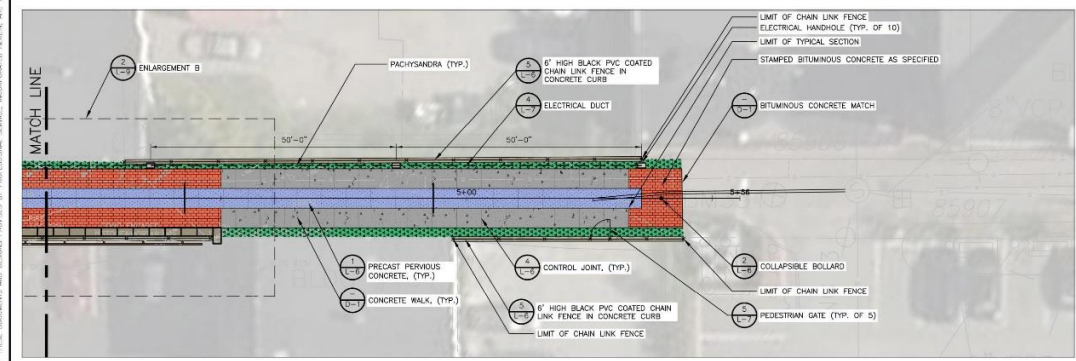 LIMIT OF CHAIN LINK FENCE
ELECTRICAL HANDHOLE (TYP. OF 10)
LIMIT OF TYPICAL SECTION
STAMPED BITUMINOUS CONCRETE AS SPECIFIED
2
L-9
ENLARGEMENT B
PACHYSANDRA (TYP.)
5
L-6
6' HIGH BLACK PVC COATED
CHAIN LINK FENCE IN
CONCRETE CURB
4
L-7
ELECTRICAL DUCT
-
D-1
BITUMINOUS CONCRETE MATCH
MATCH LINE
50'-0"
50'-0"
5+00
5+56
85907
1
L-6
PRECAST PERVIOUS
CONCRETE, (TYP.)
-
D-1
CONCRETE WALK, (TYP.)
4
L-6
CONTROL JOINT, (TYP.)
5
L-6
6' HIGH BLACK PVC COATED CHAIN
LINK FENCE IN CONCRETE CURB
LIMIT OF CHAIN LINK FENCE
2
L-6
COLLAPSIBLE BOLLARD
LIMIT OF CHAIN LINK FENCE
5
L-7
PEDESTRIAN GATE (TYP. OF 5)